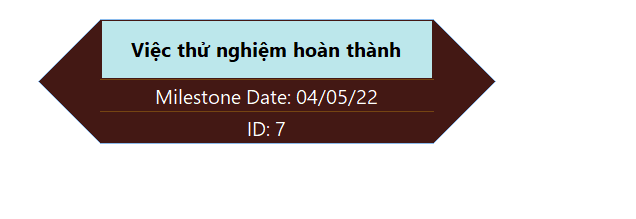 Việc thử nghiệm hoàn thành
Milestone Date: 04/05/22
ID: 7